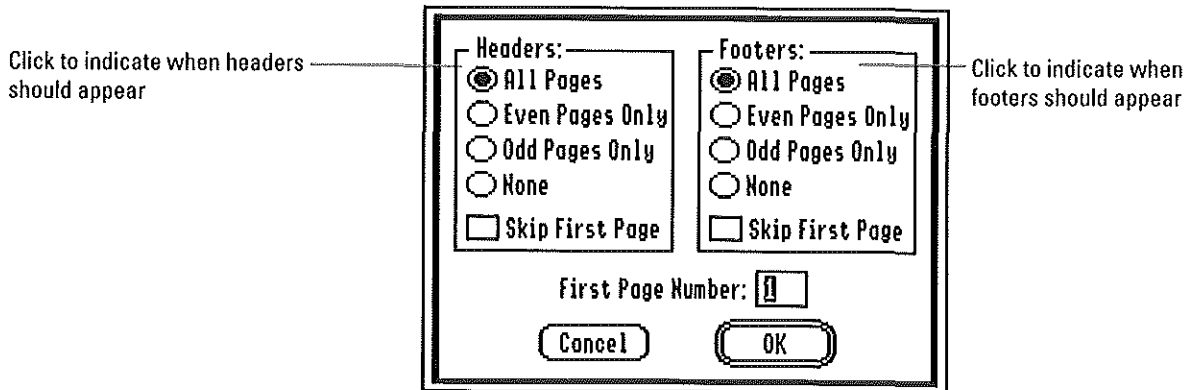 Click to indicate when headers
should appear
Headers:
All Pages
Even Pages Only
Odd Pages Only
None
Skip First Page
Footers:
All Pages
Even Pages Only
Odd Pages Only
None
Skip First Page
Click to indicate when
footers should appear
First Page Number: 1
Cancel
OK